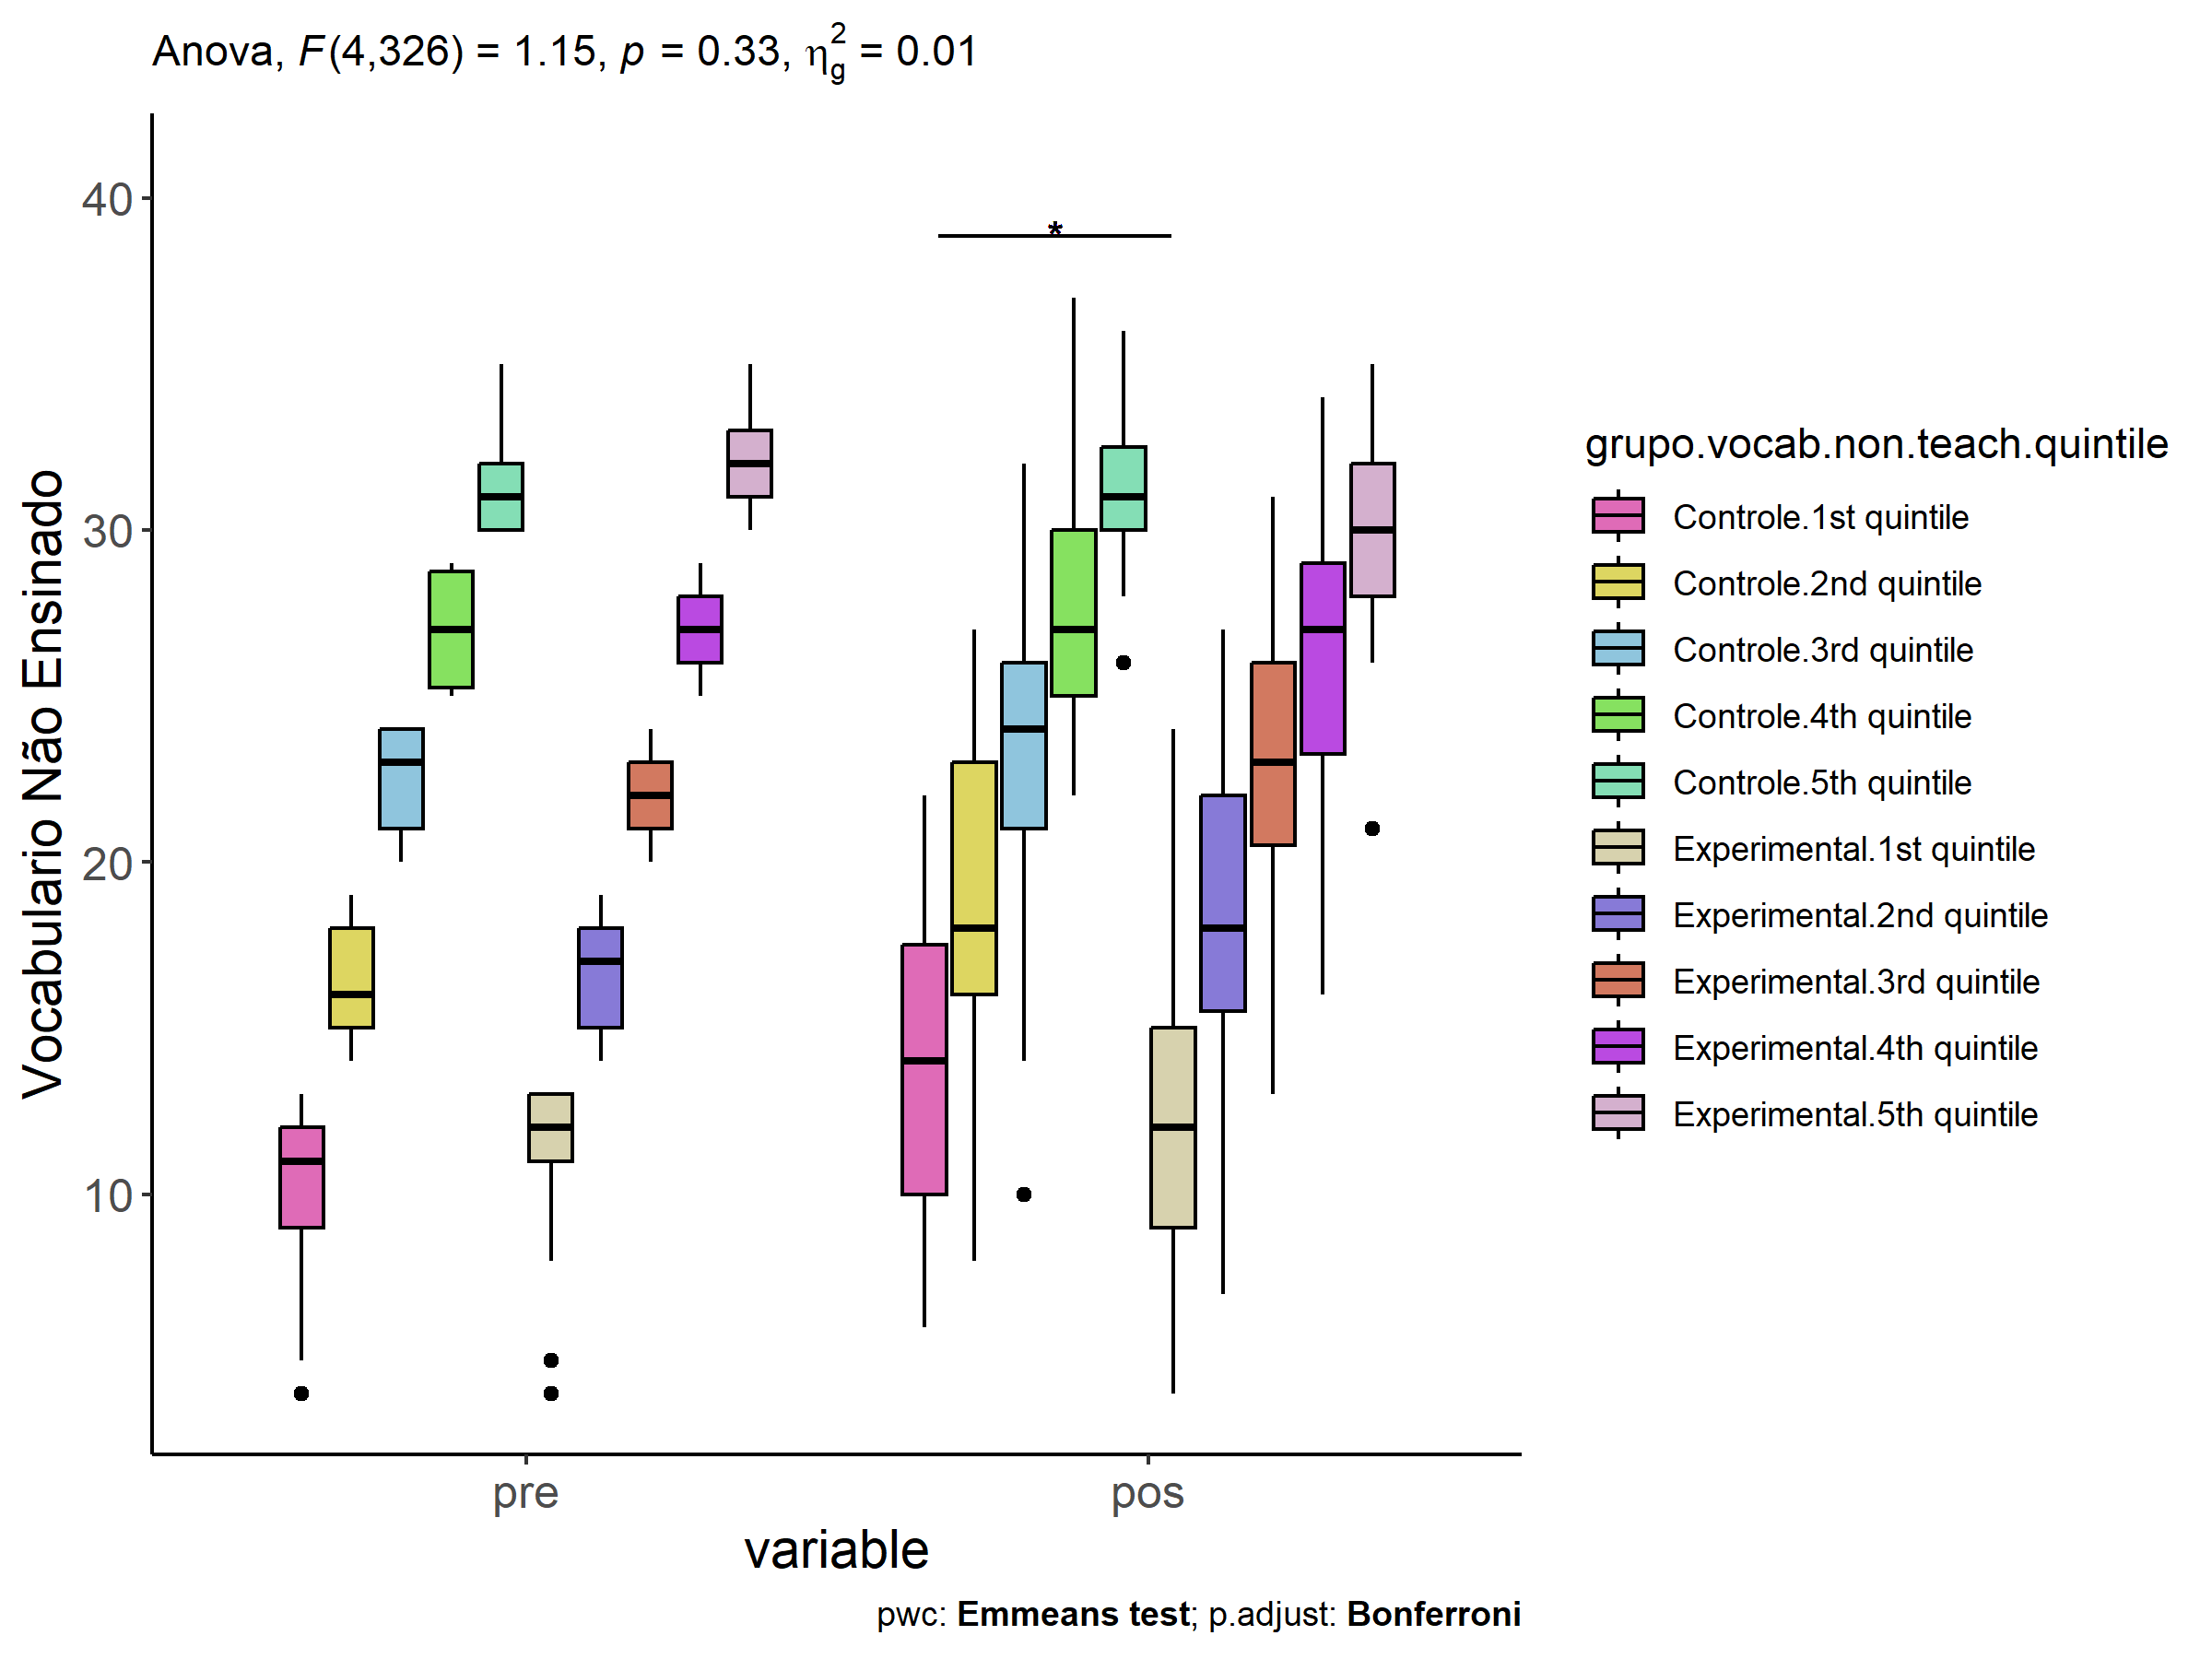 Anova, F(4,326) = 1.15, p = 0.33, η²g = 0.01
Vocabulario Não Ensinado
40
30
20
10
*
pre
pos
variable
grupo.vocab.non.teach.quintile
Controle.1st quintile
Controle.2nd quintile
Controle.3rd quintile
Controle.4th quintile
Controle.5th quintile
Experimental.1st quintile
Experimental.2nd quintile
Experimental.3rd quintile
Experimental.4th quintile
Experimental.5th quintile
pwc: Emmeans test; p.adjust: Bonferroni